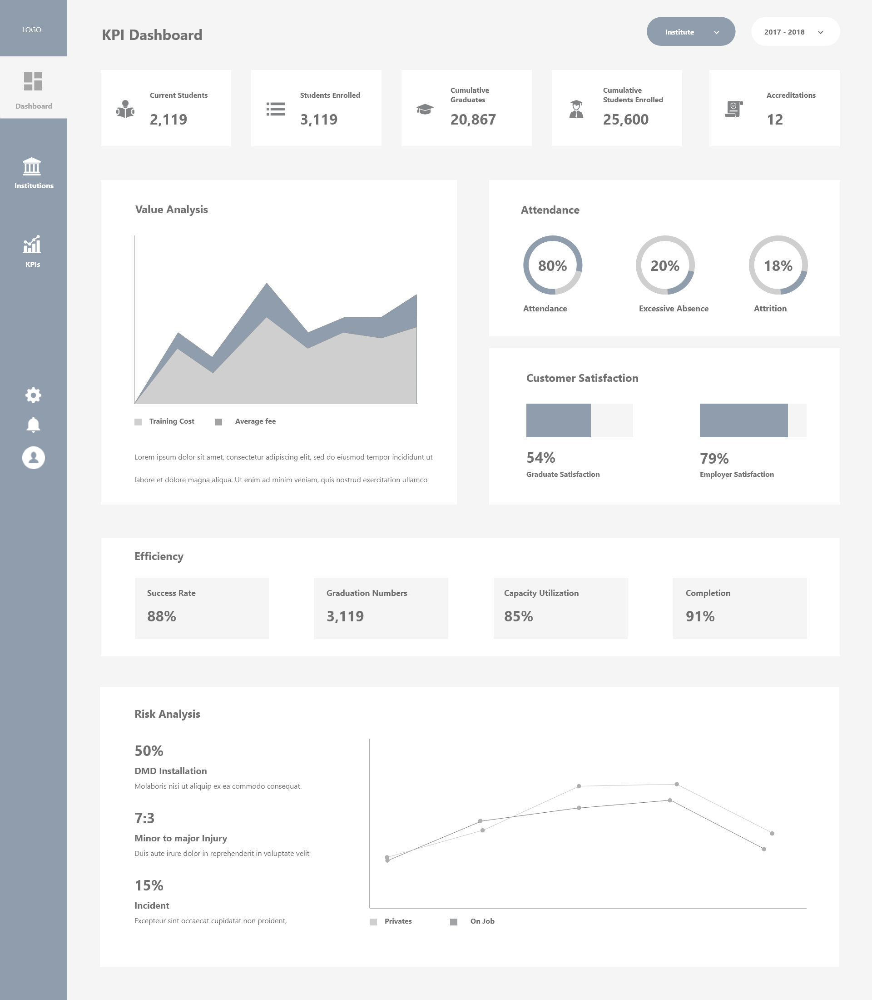 LOGO
Dashboard
Institutions
KPIs
KPI Dashboard
Institute
2017 - 2018
Current Students
2,119
Students Enrolled
3,119
Cumulative
Graduates
20,867
Cumulative
Students Enrolled
25,600
Accreditations
12
Value Analysis
Training Cost
Average fee
Lorem ipsum dolor sit amet, consectetur adipiscing elit, sed do eiusmod tempor incididunt ut
labore et dolore magna aliqua. Ut enim ad minim veniam, quis nostrud exercitation ullamco
Attendance
80%
20%
18%
Attendance
Excessive Absence
Attrition
Customer Satisfaction
54%
Graduate Satisfaction
79%
Employer Satisfaction
Efficiency
Success Rate
88%
Graduation Numbers
3,119
Capacity Utilization
85%
Completion
91%
Risk Analysis
50%
DMD Installation
Molaboris nisi ut aliquip ex ea commodo consequat.
7:3
Minor to major Injury
Duis aute irure dolor in reprehenderit in voluptate velit
15%
Incident
Excepteur sint occaecat cupidatat non proident,
Privates
On Job